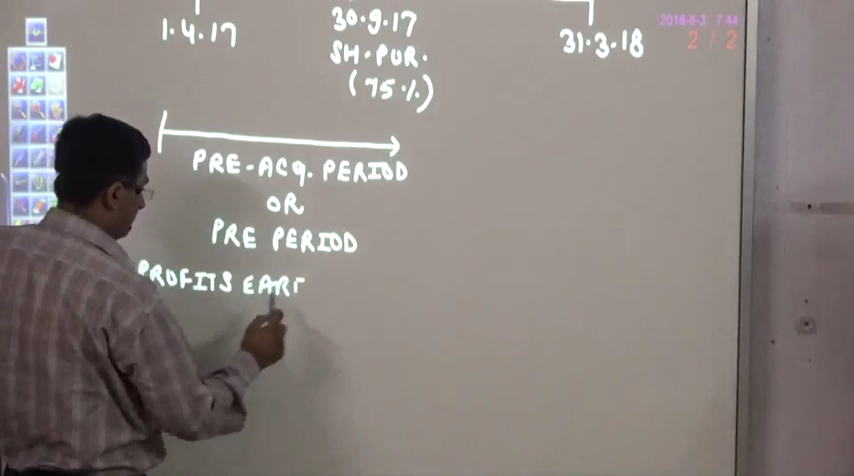 1.4.17
30.9.17
SH.PUR.
(75%)
31.3.18
2018-8-3 7:44
2 / 2
PRE-ACQ. PERIOD
OR
PRE PERIOD
PROFITS EAR